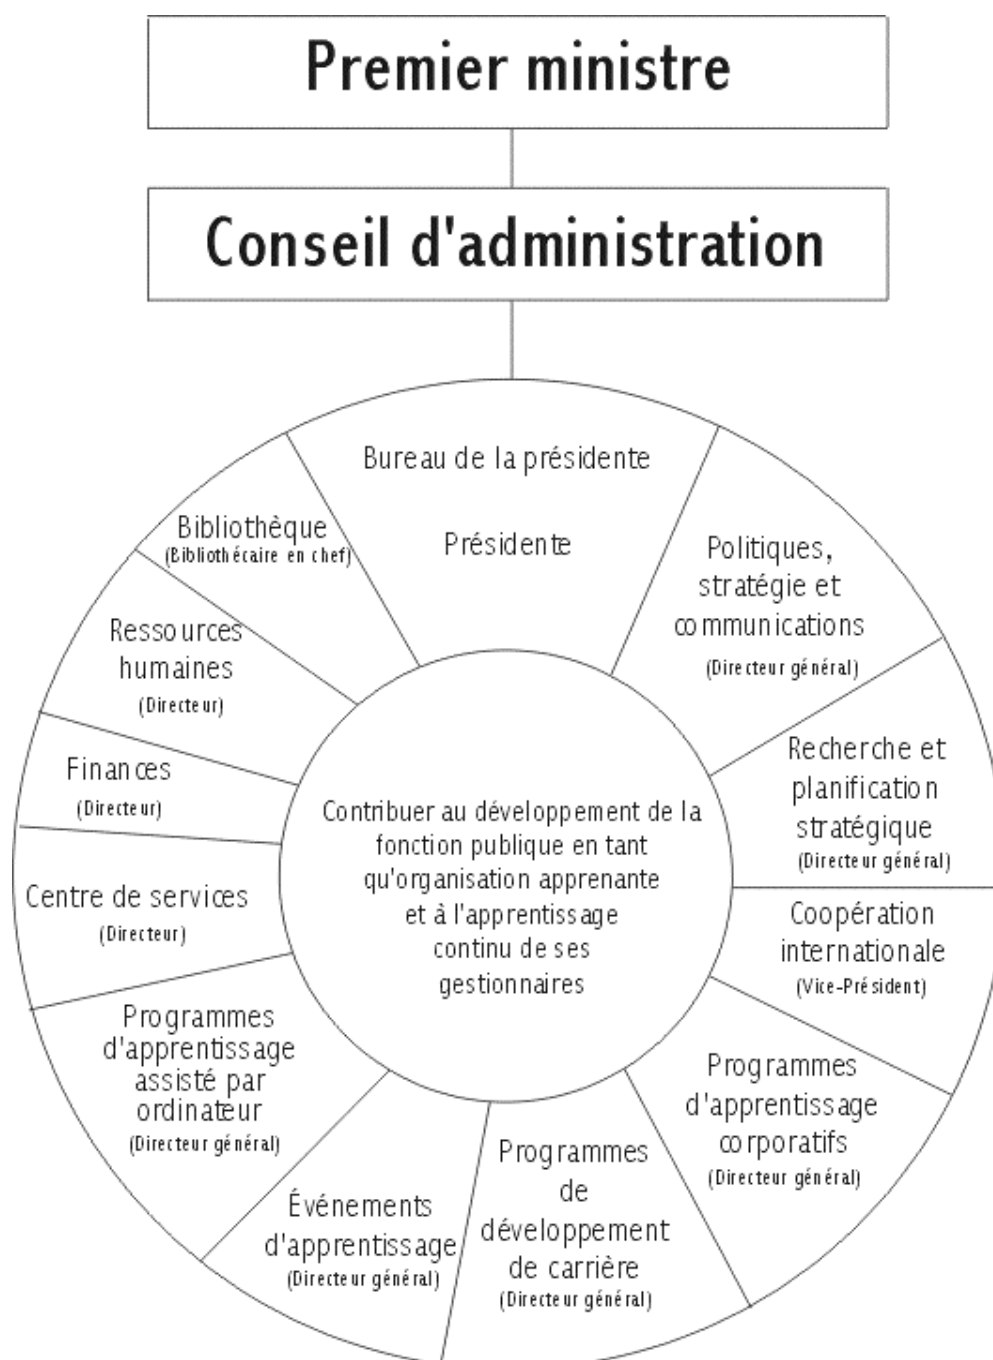 Premier ministre
Conseil d'administration
Bureau de la présidente
Présidente
Politiques,
stratégie et
communications
(Directeur général)
Recherche et
planification
stratégique
(Directeur général)
Coopération
internationale
(Vice-Président)
Programmes
d'apprentissage
corporatifs
(Directeur général)
Programmes
de
développement
de carrière
(Directeur général)
Événements
d'apprentissage
(Directeur général)
Programmes
d'apprentissage
assisté par
ordinateur
(Directeur général)
Centre de services
(Directeur)
Finances
(Directeur)
Ressources
humaines
(Directeur)
Bibliothèque
(Bibliothécaire en chef)
Contribuer au développement de la
fonction publique en tant
qu'organisation apprenante
et à l'apprentissage
continu de ses
gestionnaires